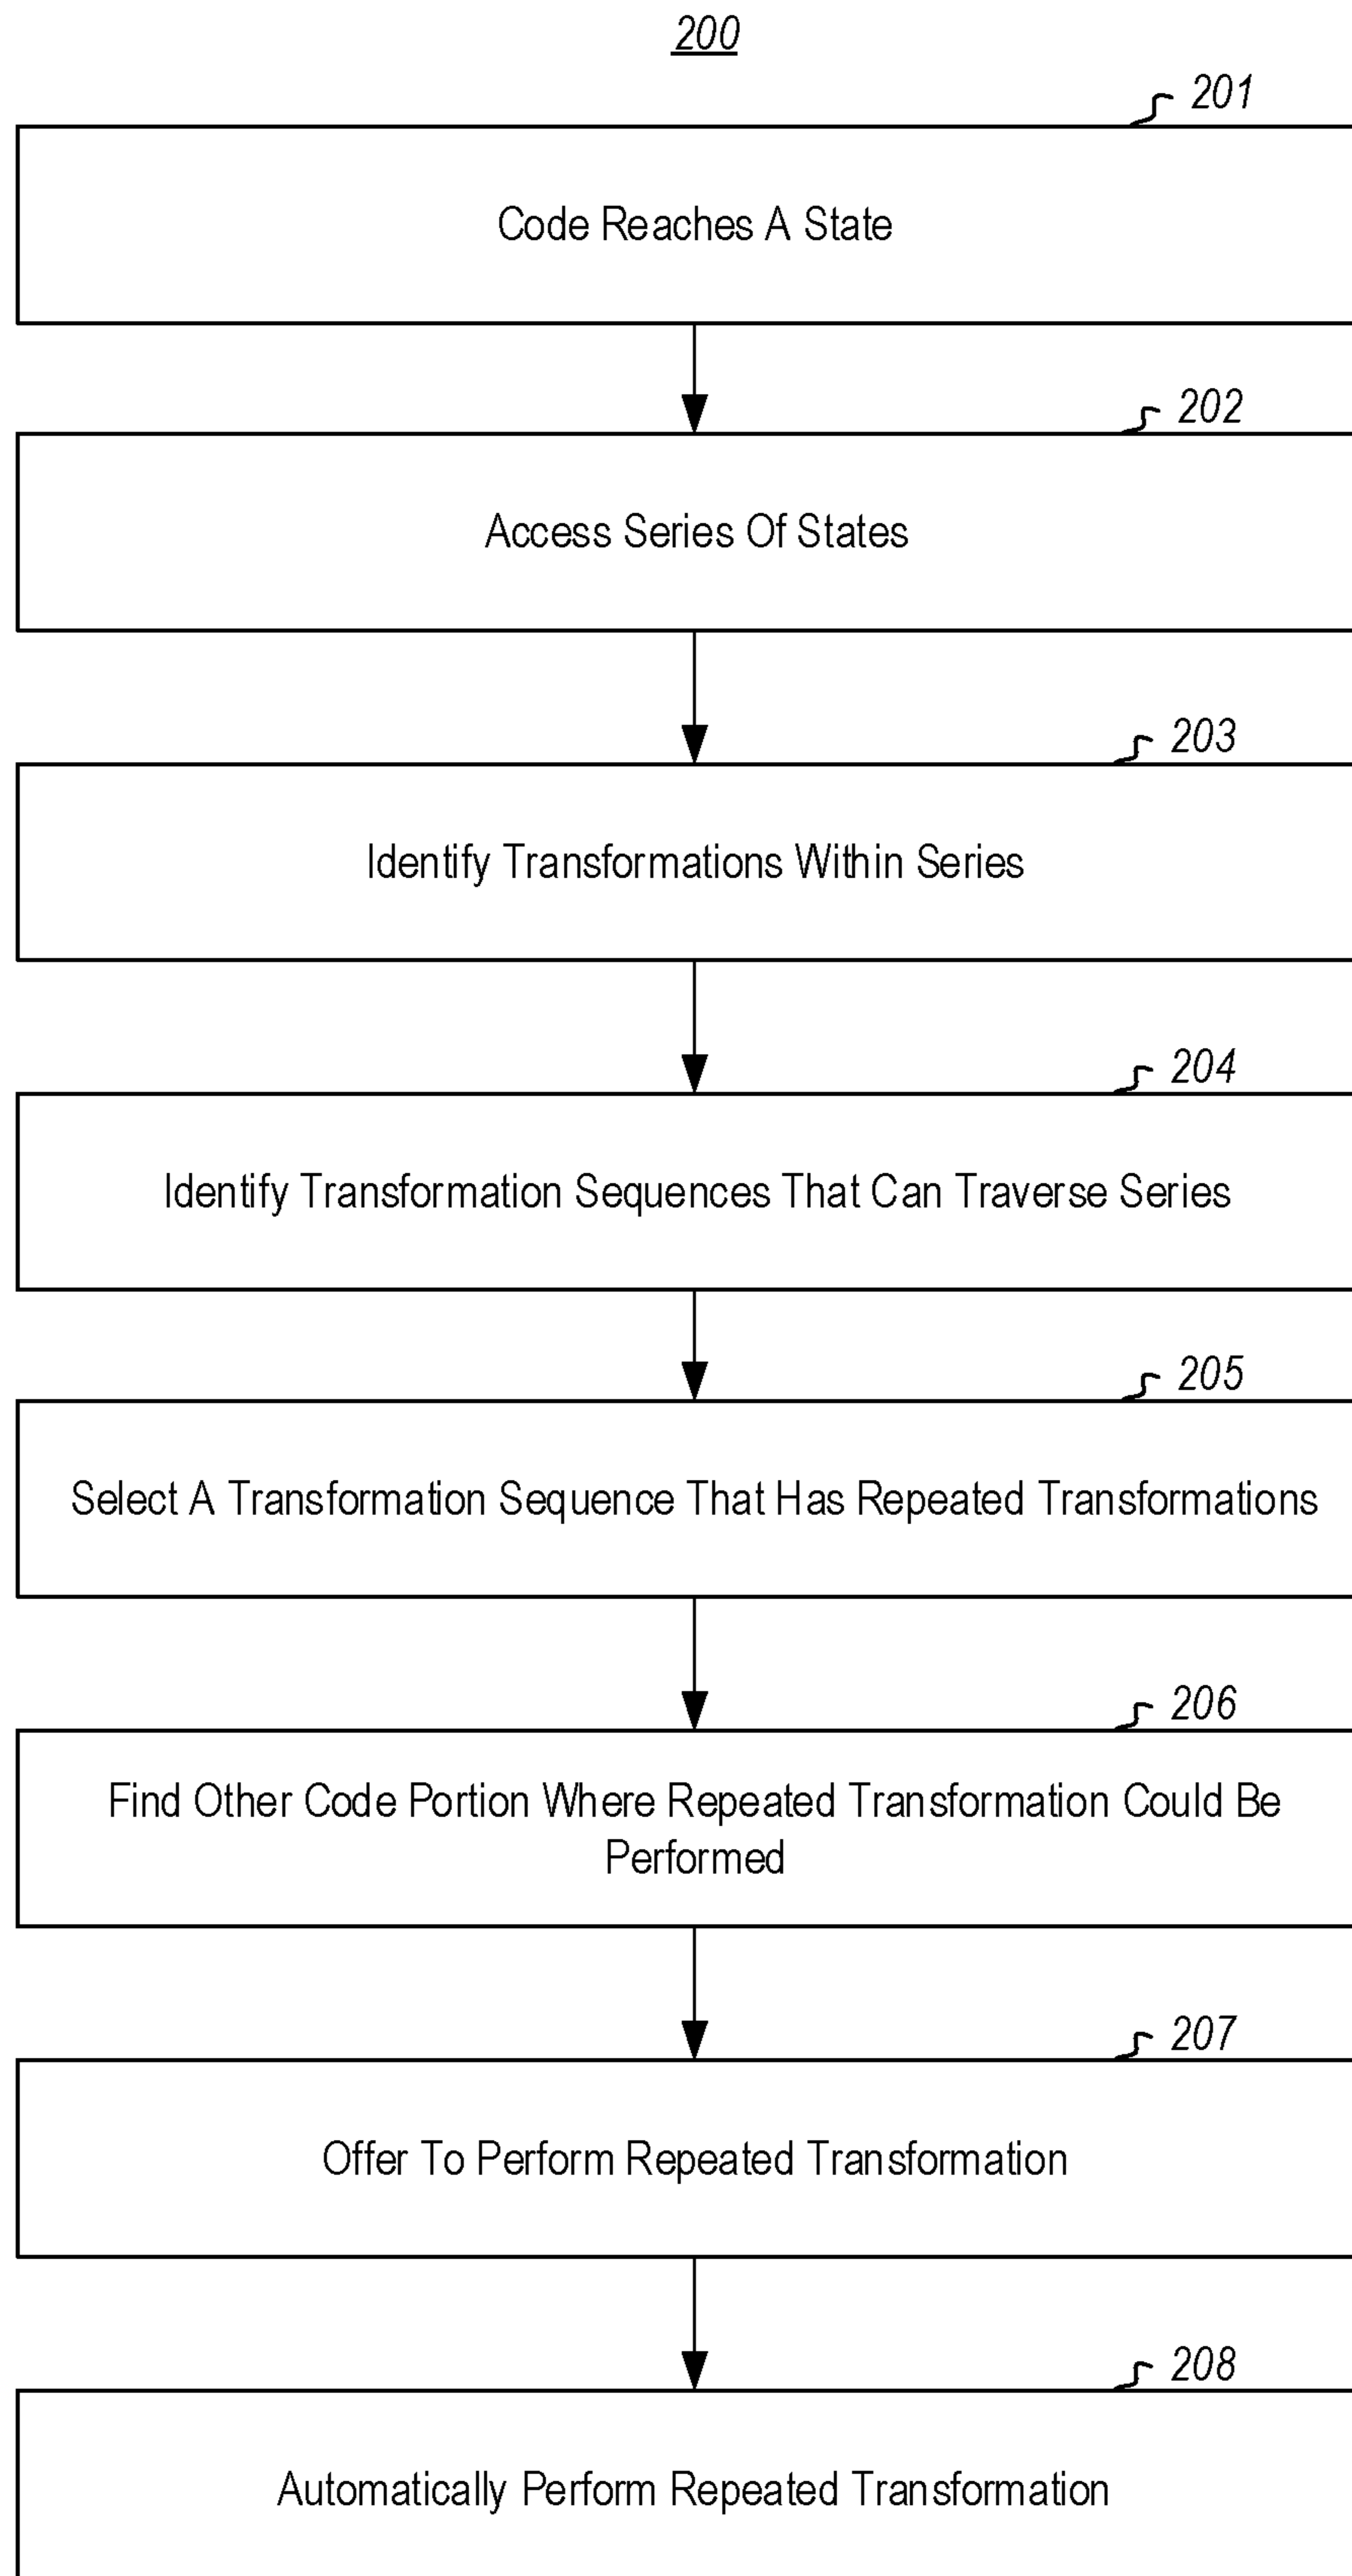 200
201
Code Reaches A State
202
Access Series Of States
203
Identify Transformations Within Series
204
Identify Transformation Sequences That Can Traverse Series
205
Select A Transformation Sequence That Has Repeated Transformations
206
Find Other Code Portion Where Repeated Transformation Could Be
Performed
207
Offer To Perform Repeated Transformation
208
Automatically Perform Repeated Transformation